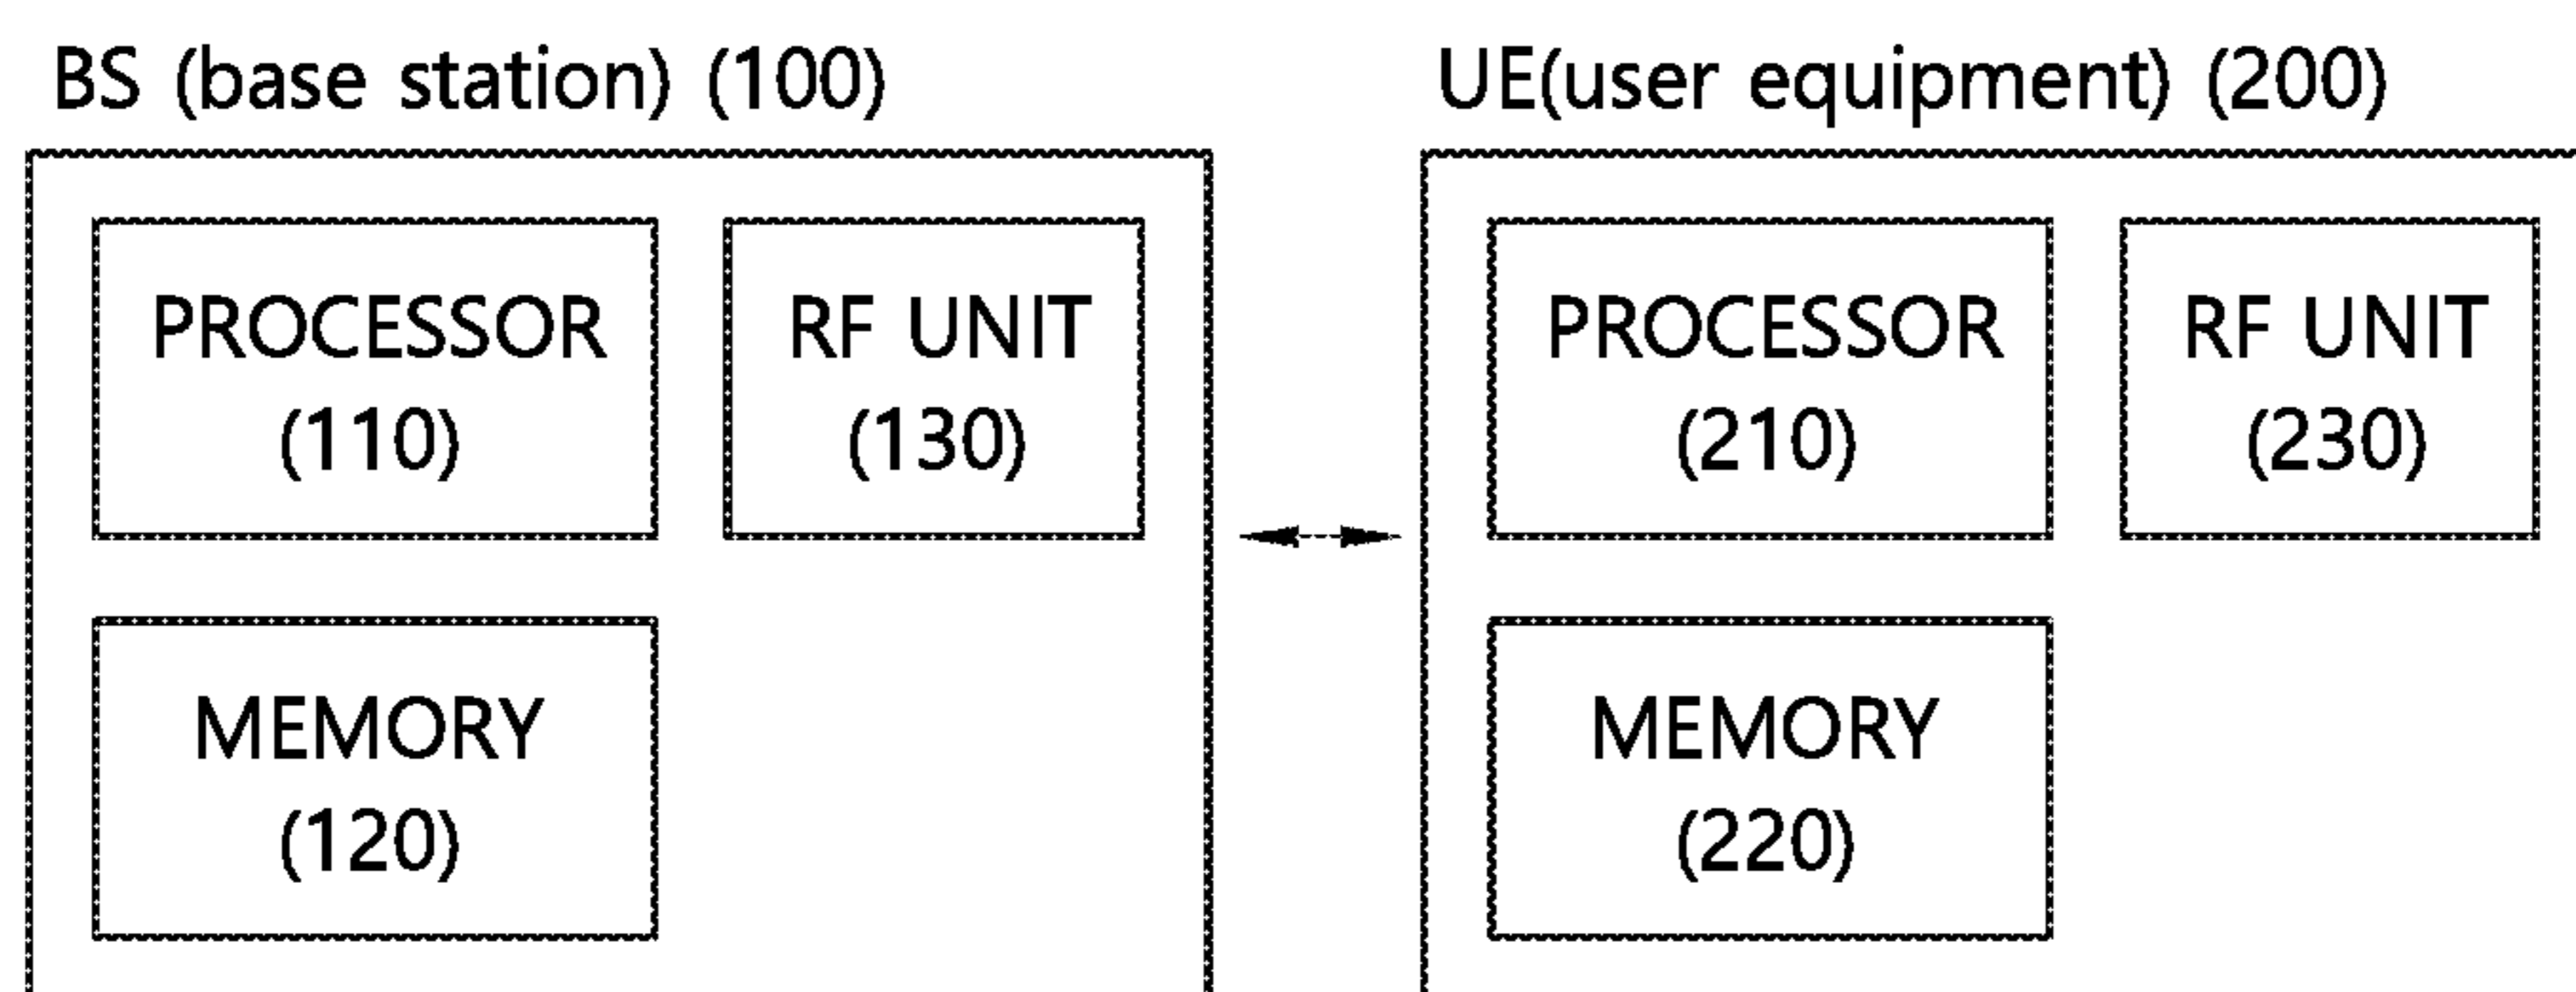 BS (base station) (100)
UE(user equipment) (200)
PROCESSOR
(110)
RF UNIT
(130)
MEMORY
(120)
PROCESSOR
(210)
RF UNIT
(230)
MEMORY
(220)